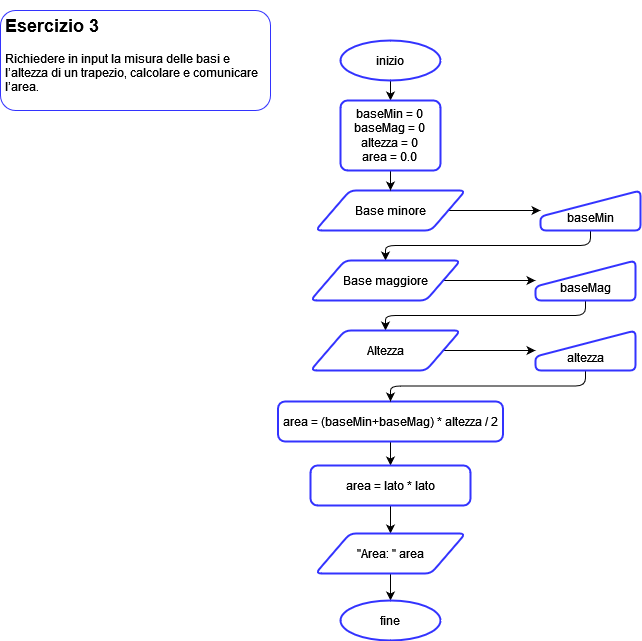 Esercizio 3
Richiedere in input la misura delle basi e
l'altezza di un trapezio, calcolare e comunicare
l'area.
inizio
baseMin = 0
baseMag = 0
altezza = 0
area = 0.0
Base minore
baseMin
Base maggiore
baseMag
Altezza
altezza
area = (baseMin+baseMag) * altezza / 2
area = lato * lato
"Area: " area
fine